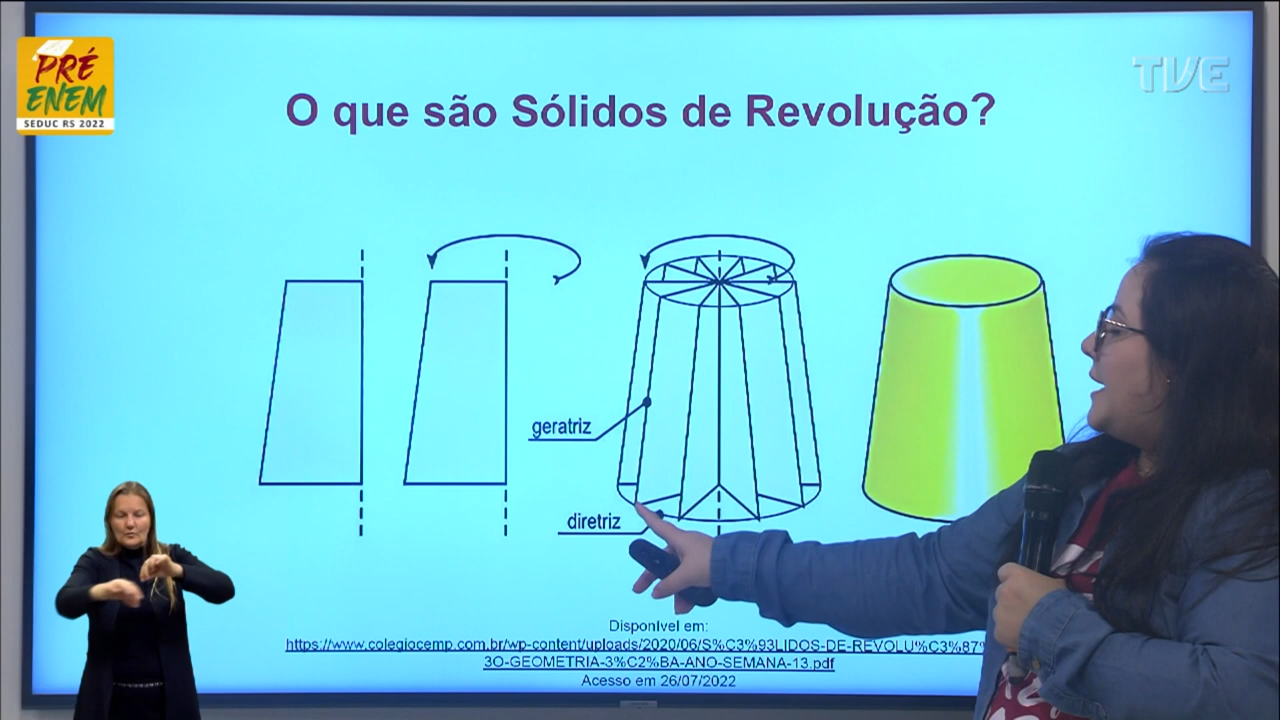 PRÉ
ENEM
SEDUC RS 2022
TVE
O que são Sólidos de Revolução?
geratriz
diretriz
Disponível em:
https://www.colegiocemp.com.br/wp-content/uploads/2020/06/S%C3%93LIDOS-DE-REVOLU%C3%87%
3O-GEOMETRIA-3%C2%BA-ANO-SEMANA-13.pdf
Acesso em 26/07/2022